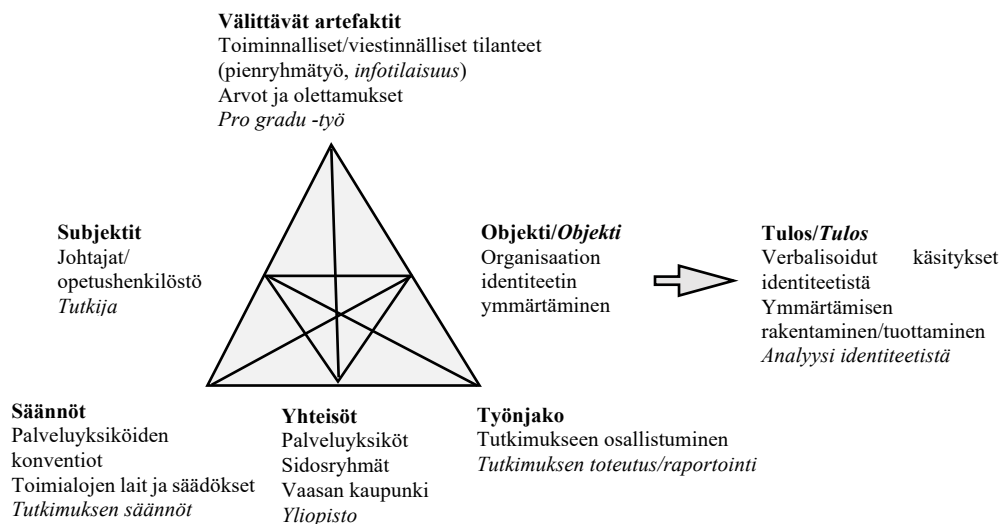 Välittävät artefaktit
Toiminnalliset/viestinnälliset tilanteet
(pienryhmätyö, infotilaisuus)
Arvot ja olettamukset
Pro gradu -työ
Subjektit
Johtajat/
opetushenkilöstö
Tutkija
Objekti/Objekti
Organisaation
identiteetin
ymmärtäminen
Tulos/Tulos
Verbalisoidut käsitykset
identiteetistä
Ymmärtämisen
rakentaminen/tuottaminen
Analyysi identiteetistä
Säännöt
Palveluyksiköiden
konventiot
Toimialojen lait ja säädökset
Tutkimuksen säännöt
Yhteisöt
Palveluyksiköt
Sidosryhmät
Vaasan kaupunki
Yliopisto
Työnjako
Tutkimukseen osallistuminen
Tutkimuksen toteutus/raportointi